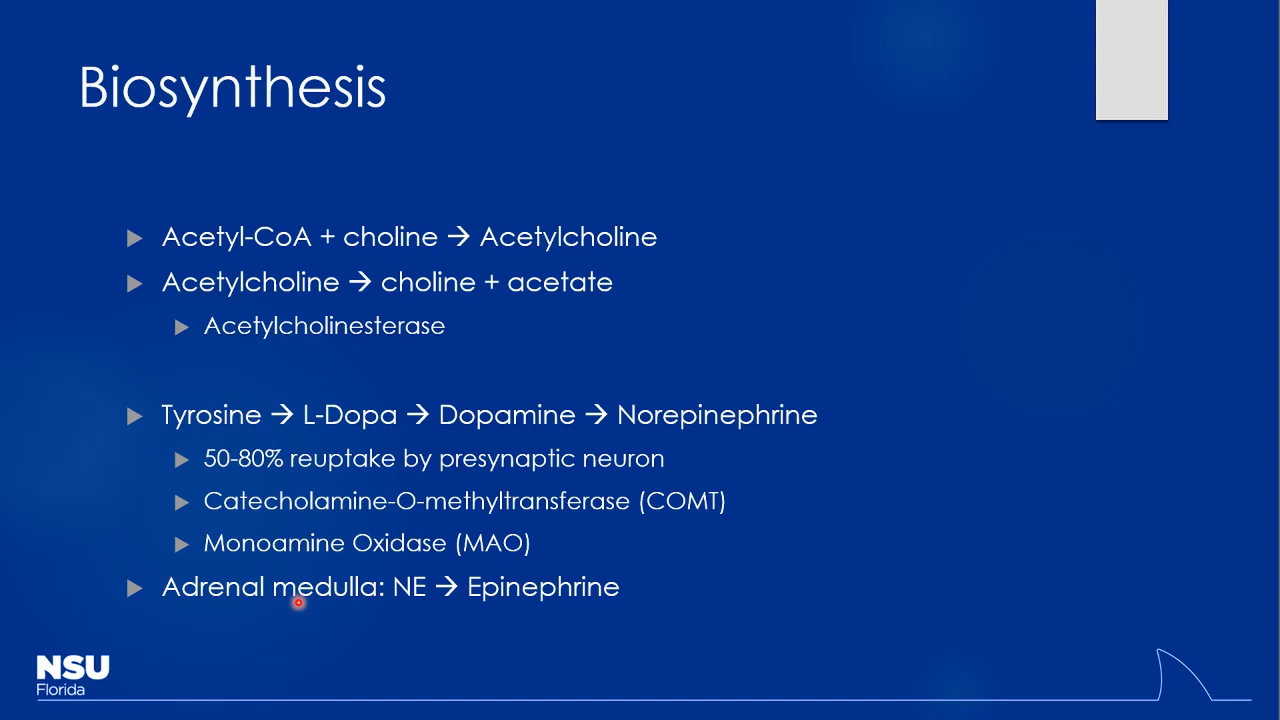 Biosynthesis
Acetyl-CoA + choline → Acetylcholine
Acetylcholine → choline + acetate
Acetylcholinesterase
Tyrosine → L-Dopa → Dopamine → Norepinephrine
50-80% reuptake by presynaptic neuron
Catecholamine-O-methyltransferase (COMT)
Monoamine Oxidase (MAO)
Adrenal medulla: NE → Epinephrine
NSU
Florida